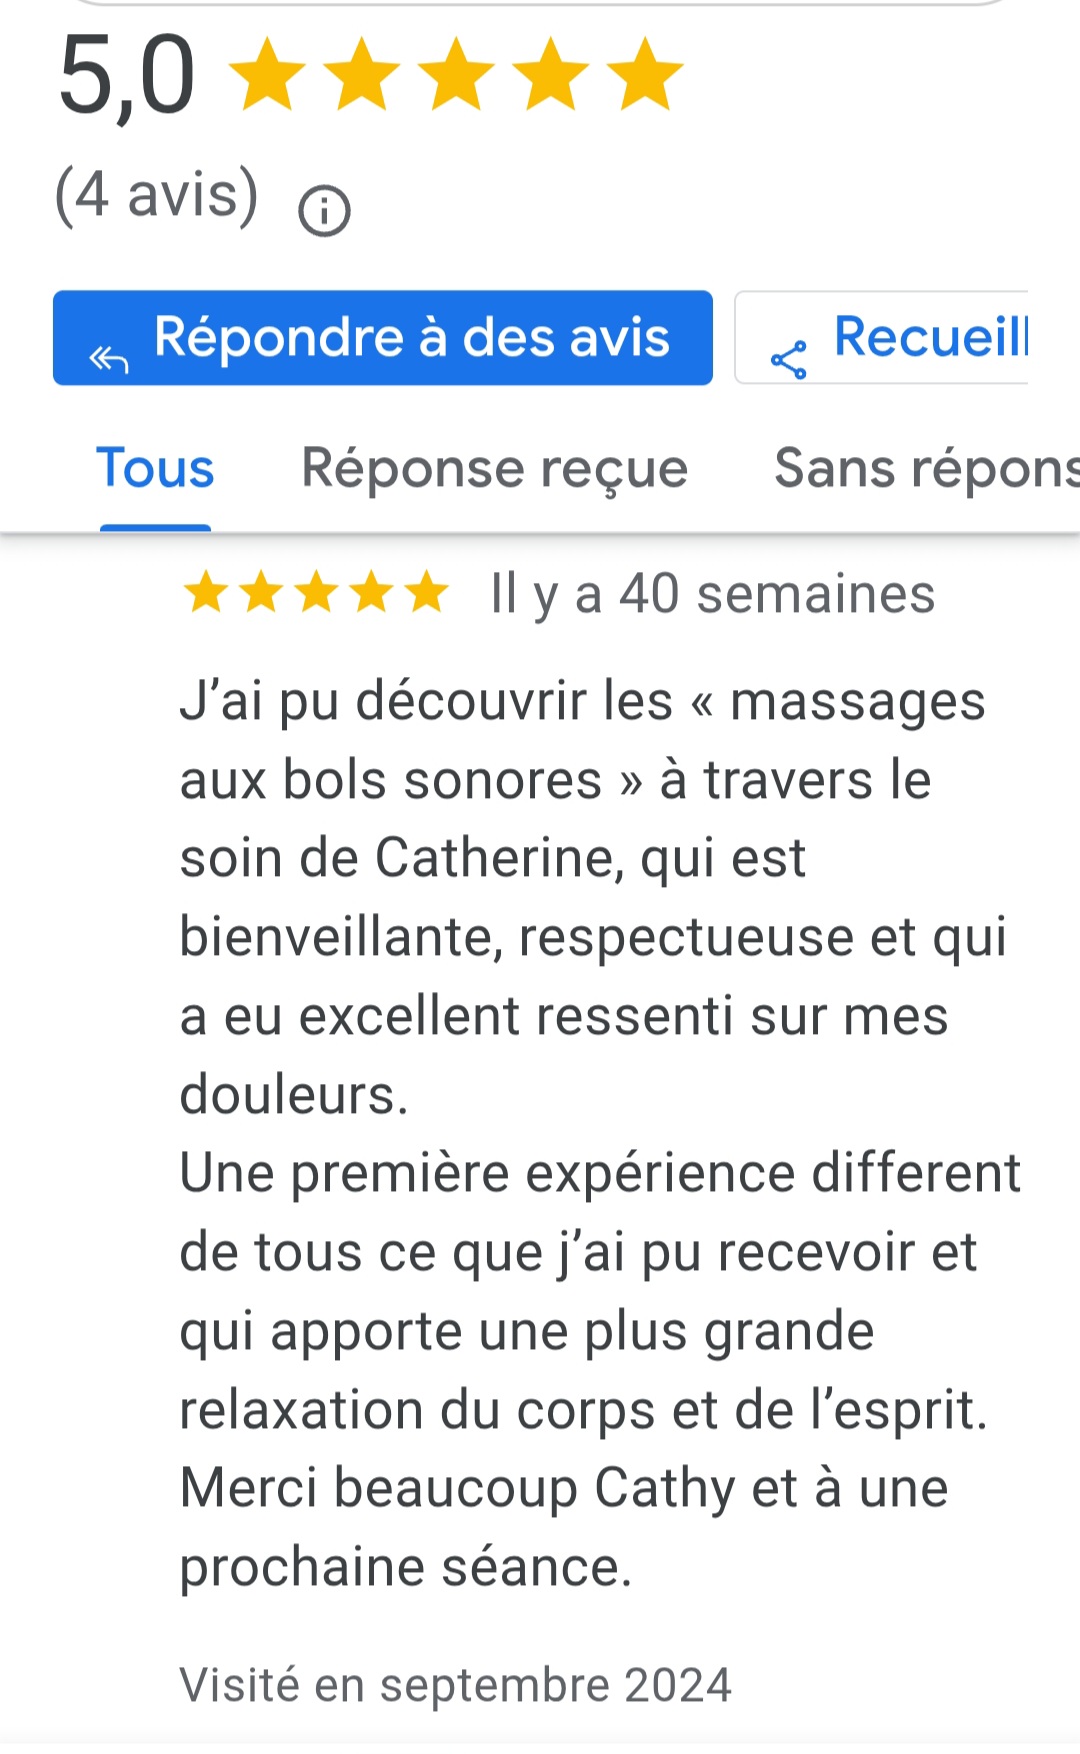 5,0
(4 avis)
Répondre à des avis
Recueill
Tous
Réponse reçue
Sans répons
Il y a 40 semaines
J’ai pu découvrir les « massages
aux bols sonores » à travers le
soin de Catherine, qui est
bienveillante, respectueuse et qui
a eu excellent ressenti sur mes
douleurs.
Une première expérience different
de tous ce que j’ai pu recevoir et
qui apporte une plus grande
relaxation du corps et de l’esprit.
Merci beaucoup Cathy et à une
prochaine séance.
Visité en septembre 2024